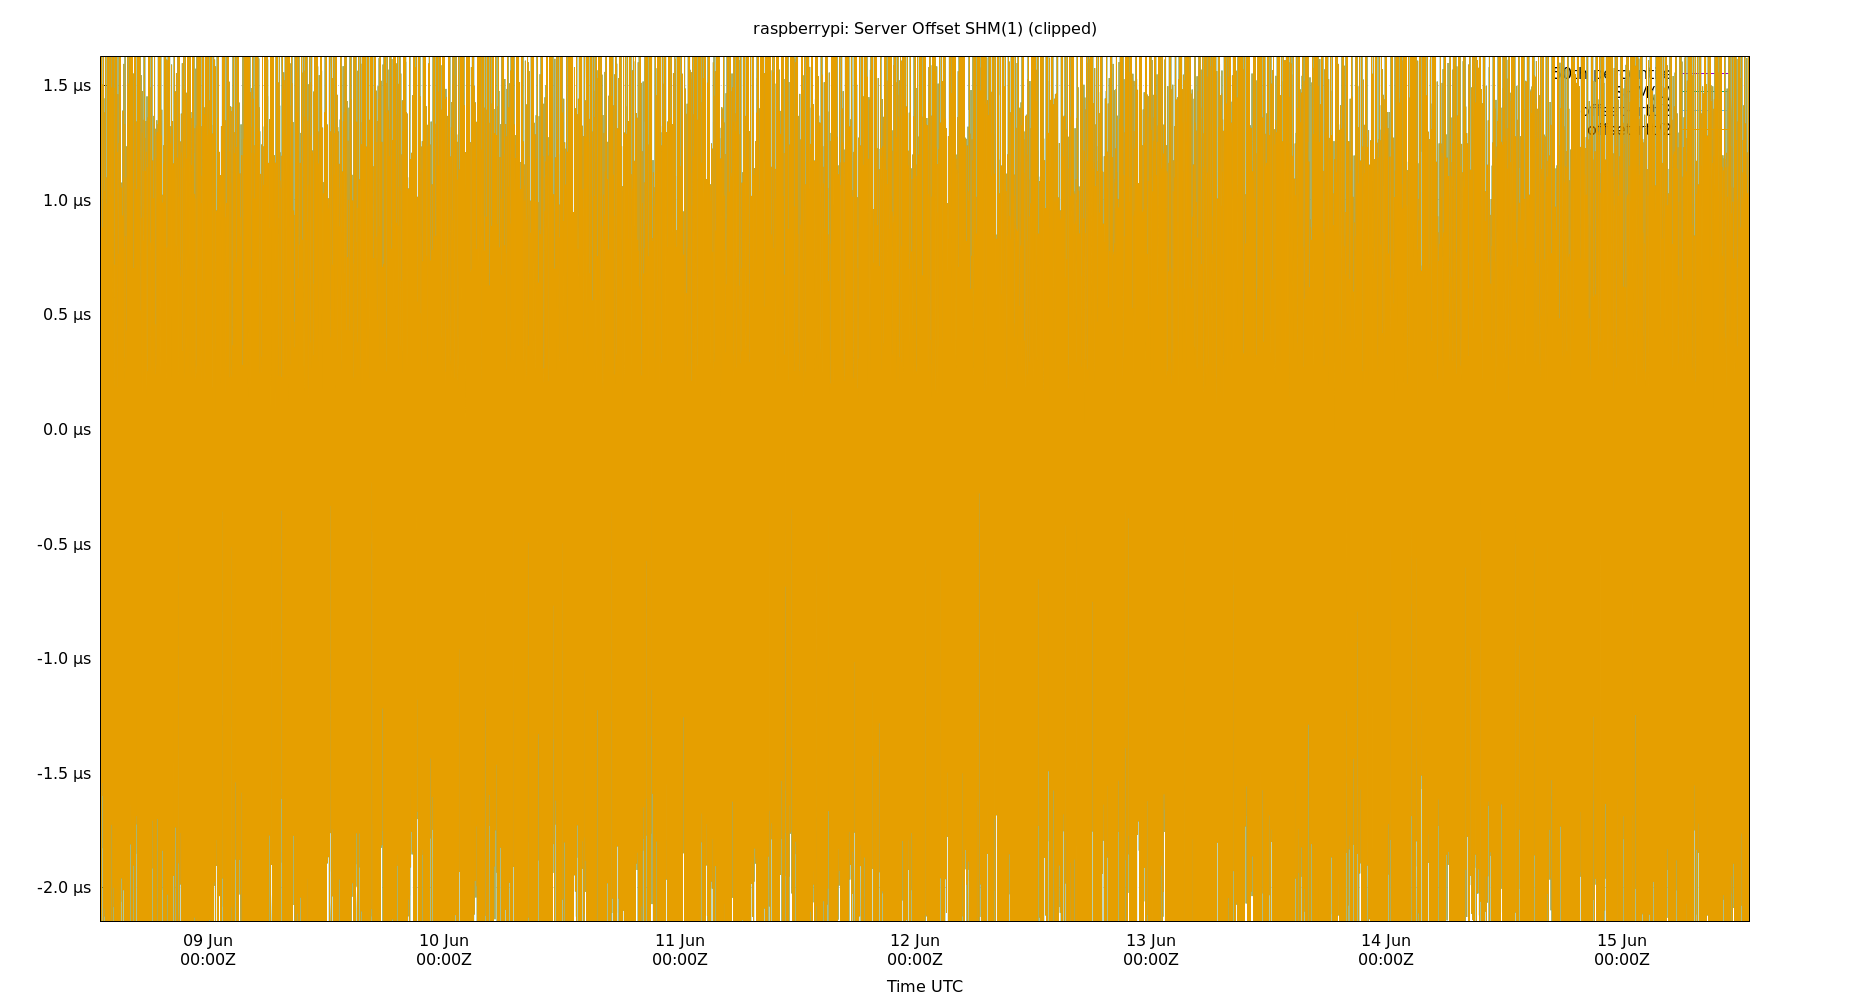 raspberrypi: Server Offset SHM(1) (clipped)
1.5 µs
1.0 µs
0.5 µs
0.0 µs
-0.5 µs
-1.0 µs
-1.5 µs
-2.0 µs
09 Jun 10 Jun 11 Jun 12 Jun 13 Jun 14 Jun 15 Jun
00:00Z 00:00Z 00:00Z 00:00Z 00:00Z 00:00Z 00:00Z
Time UTC